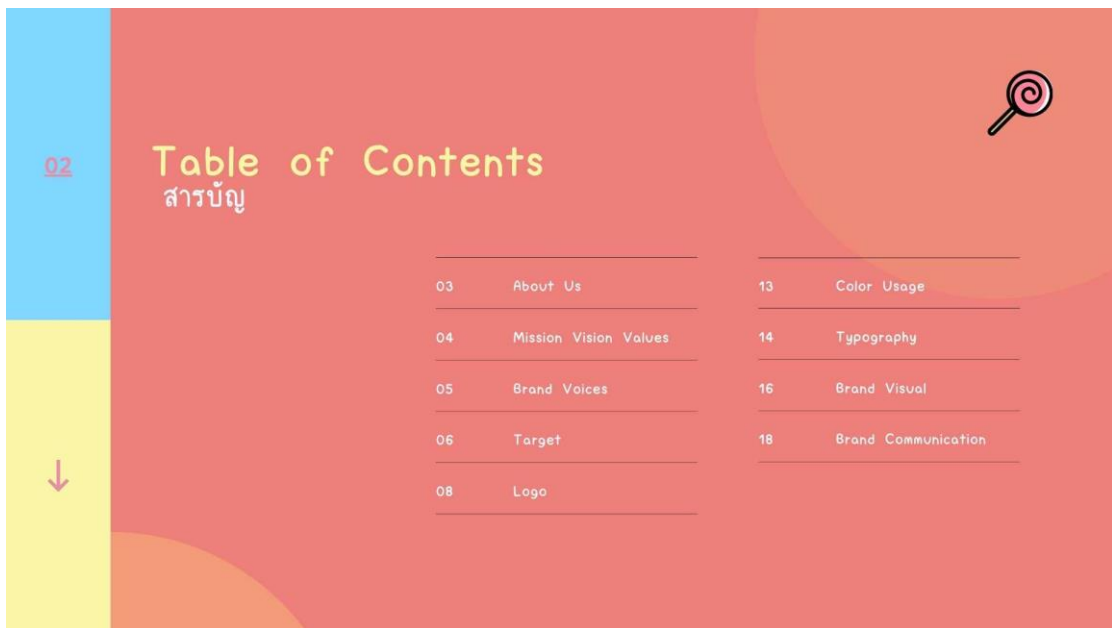 02
Table of Contents
สารบัญ
03 About Us
04 Mission Vision Values
05 Brand Voices
06 Target
08 Logo
13 Color Usage
14 Typography
16 Brand Visual
18 Brand Communication